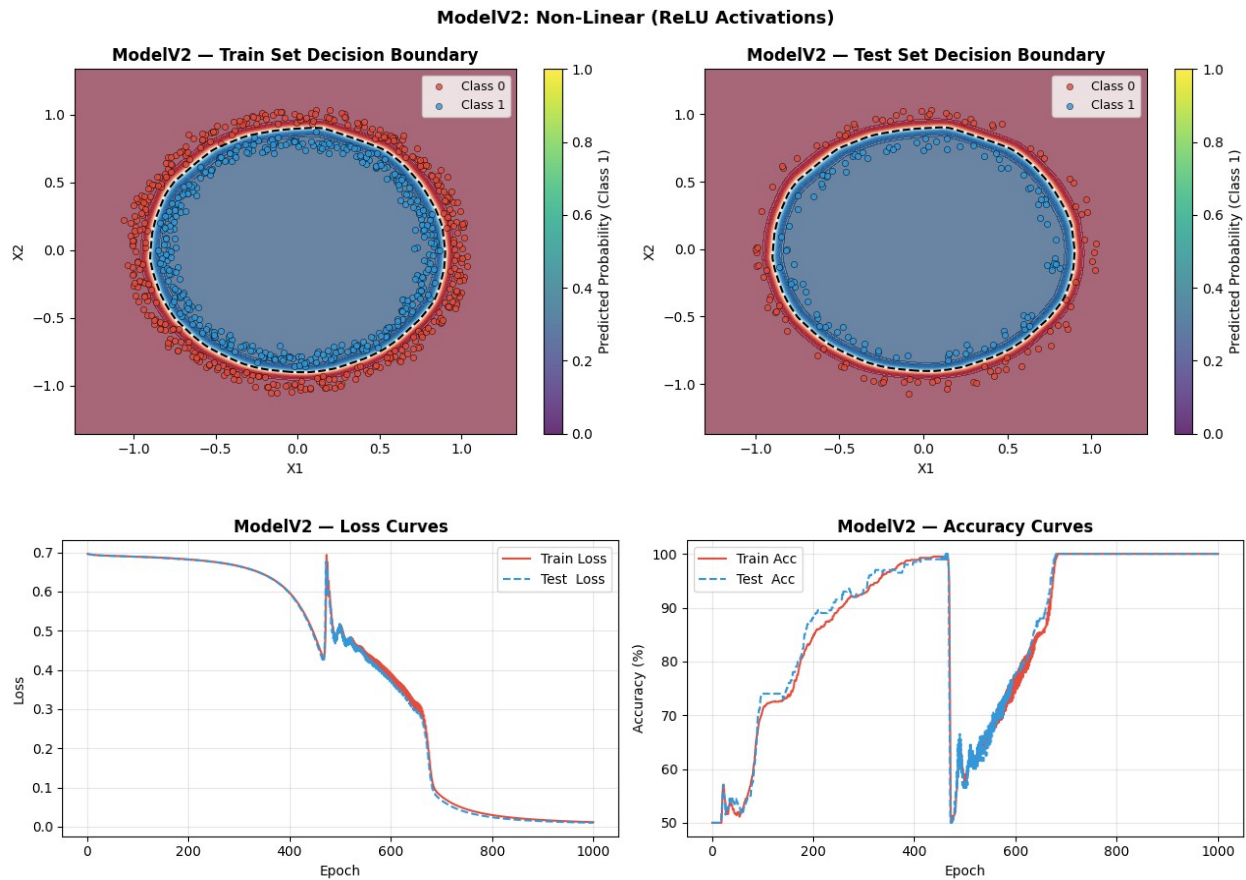 ModelV2: Non-Linear (ReLU Activations)
ModelV2 — Train Set Decision Boundary
Class 0
Class 1
1.0
0.5
0.0
−0.5
−1.0
X2
−1.0 −0.5 0.0 0.5 1.0
X1
1.0
0.8
0.6
0.4
0.2
0.0
Predicted Probability (Class 1)
ModelV2 — Test Set Decision Boundary
Class 0
Class 1
1.0
0.5
0.0
−0.5
−1.0
X2
−1.0 −0.5 0.0 0.5 1.0
X1
1.0
0.8
0.6
0.4
0.2
0.0
Predicted Probability (Class 1)
ModelV2 — Loss Curves
Train Loss
Test Loss
0.7
0.6
0.5
0.4
0.3
0.2
0.1
0.0
Loss
0 200 400 600 800 1000
Epoch
ModelV2 — Accuracy Curves
Train Acc
Test Acc
100
90
80
70
60
50
Accuracy (%)
0 200 400 600 800 1000
Epoch